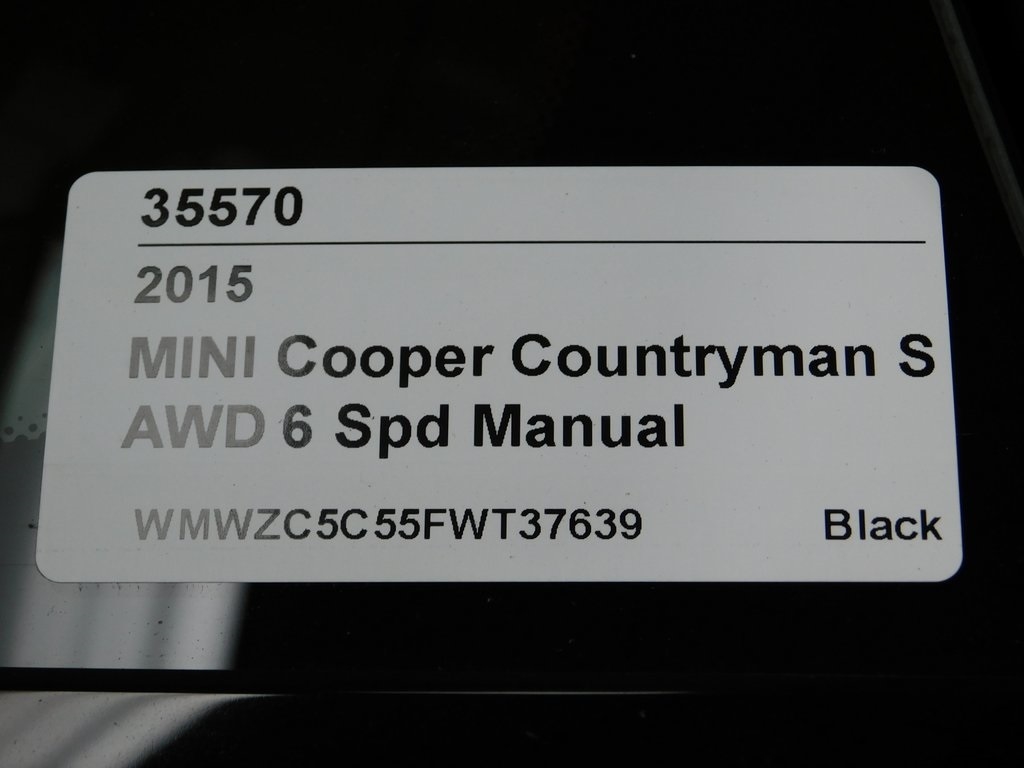 35570
2015
MINI Cooper Countryman S
AWD 6 Spd Manual
WMWZC5C55FWT37639 Black